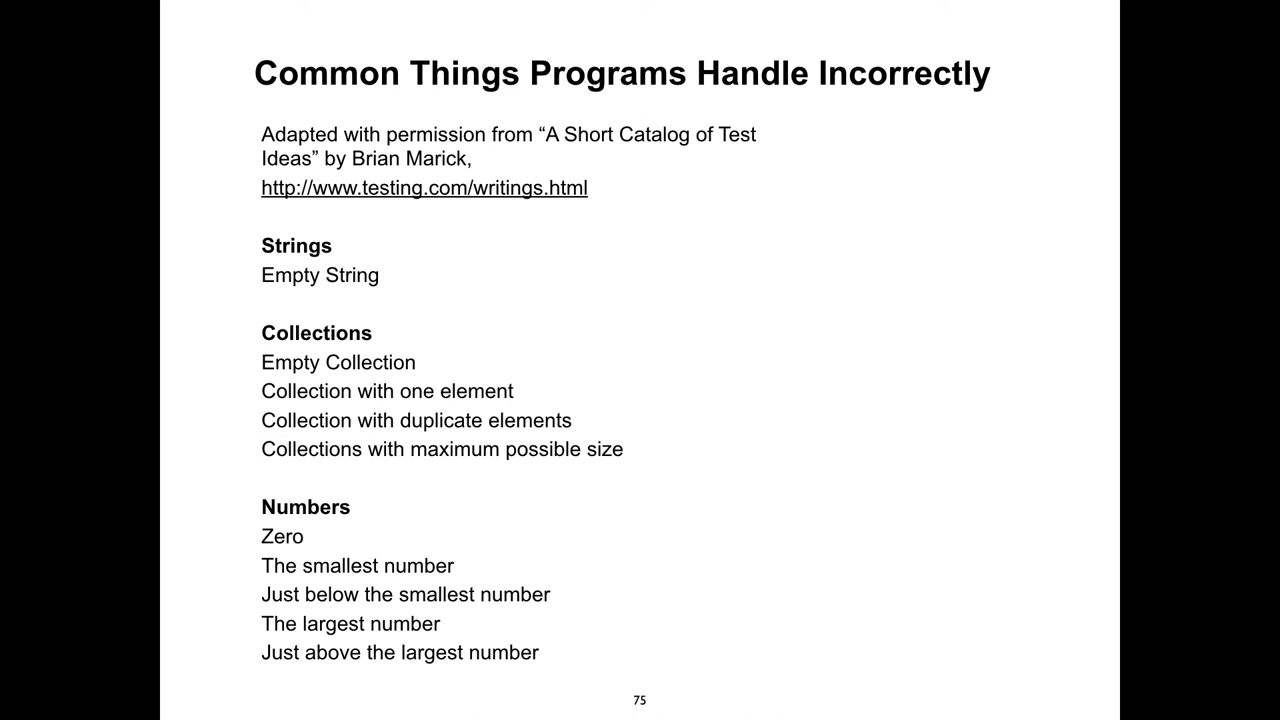 Common Things Programs Handle Incorrectly
Adapted with permission from “A Short Catalog of Test
Ideas” by Brian Marick,
http://www.testing.com/writings.html
Strings
Empty String
Collections
Empty Collection
Collection with one element
Collection with duplicate elements
Collections with maximum possible size
Numbers
Zero
The smallest number
Just below the smallest number
The largest number
Just above the largest number
75